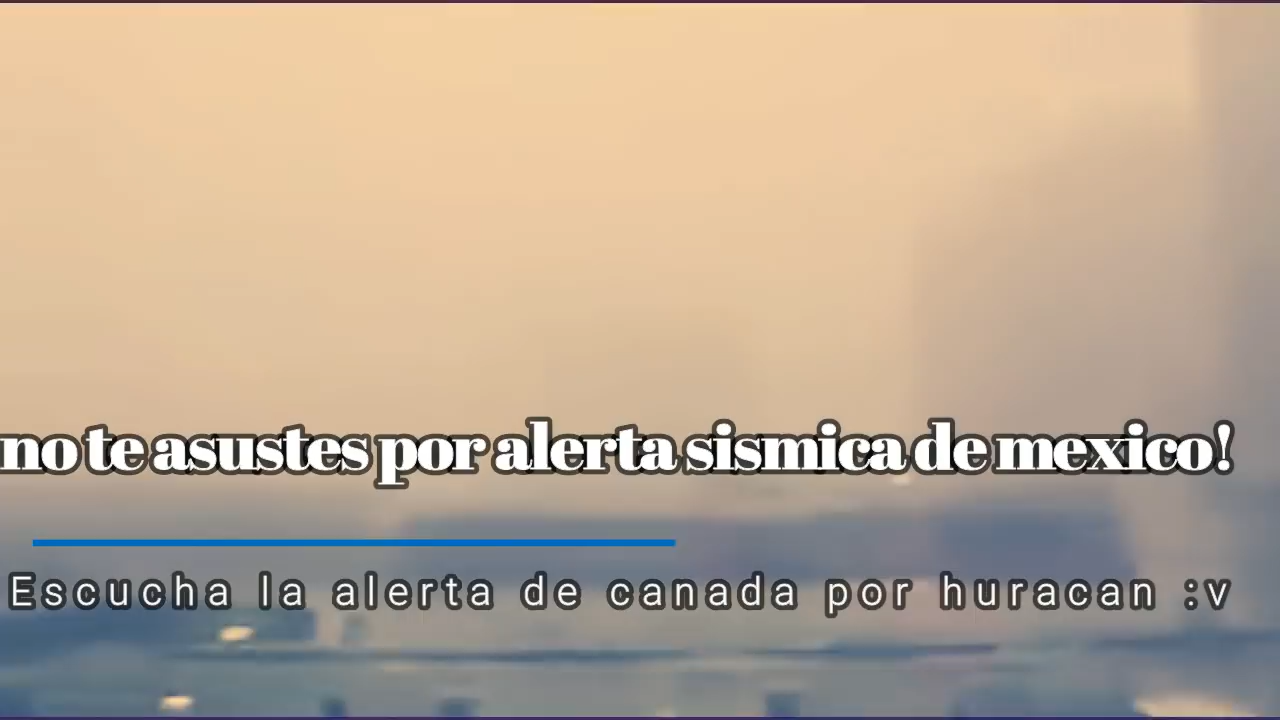 no te asustes por alerta sismica de mexico!
Escucha la alerta de canada por huracan :v